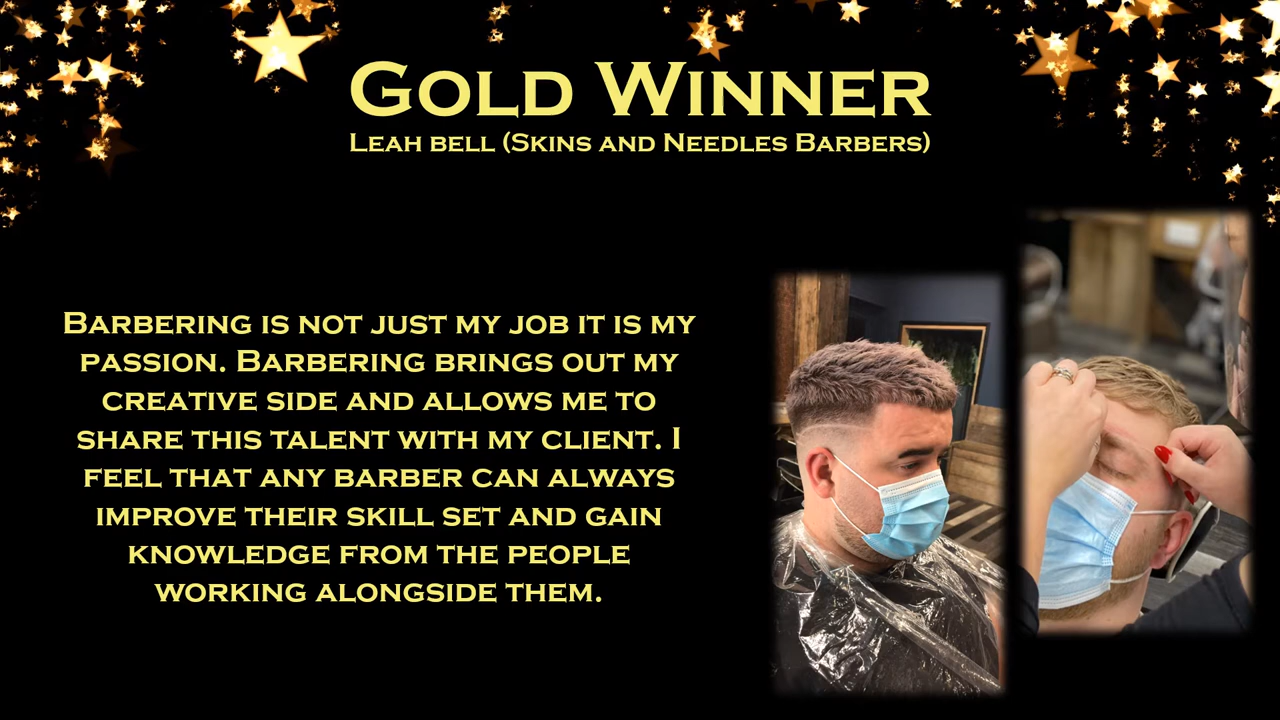 Gold Winner
Leah bell (Skins and Needles Barbers)
Barbering is not just my job it is my
passion. Barbering brings out my
creative side and allows me to
share this talent with my client. I
feel that any barber can always
improve their skill set and gain
knowledge from the people
working alongside them.